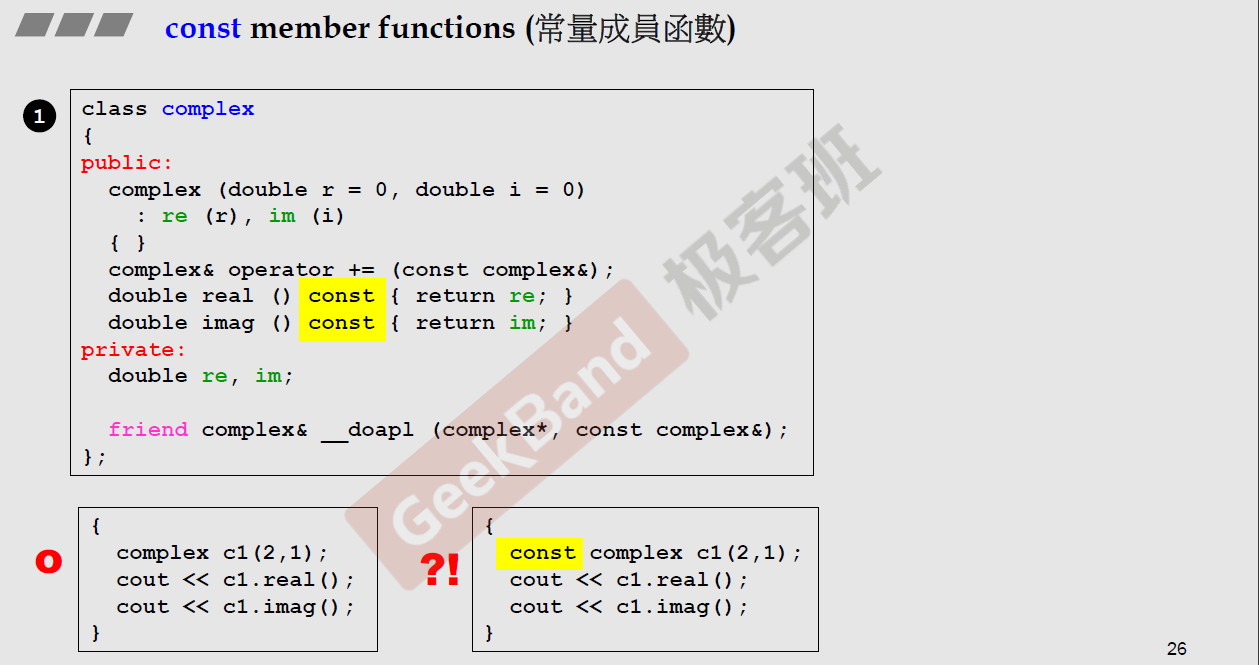 const member functions (常量成員函數)
1
class complex
{
public:
  complex (double r = 0, double i = 0)
    : re (r), im (i)
  { }
  complex& operator += (const complex&);
  double real () const { return re; }
  double imag () const { return im; }
private:
  double re, im;
  friend complex& __doapl (complex*, const complex&);
};
GeekBand 极客班
o
{
  complex c1(2,1);
  cout << c1.real();
  cout << c1.imag();
}
?!
{
  const complex c1(2,1);
  cout << c1.real();
  cout << c1.imag();
}
26